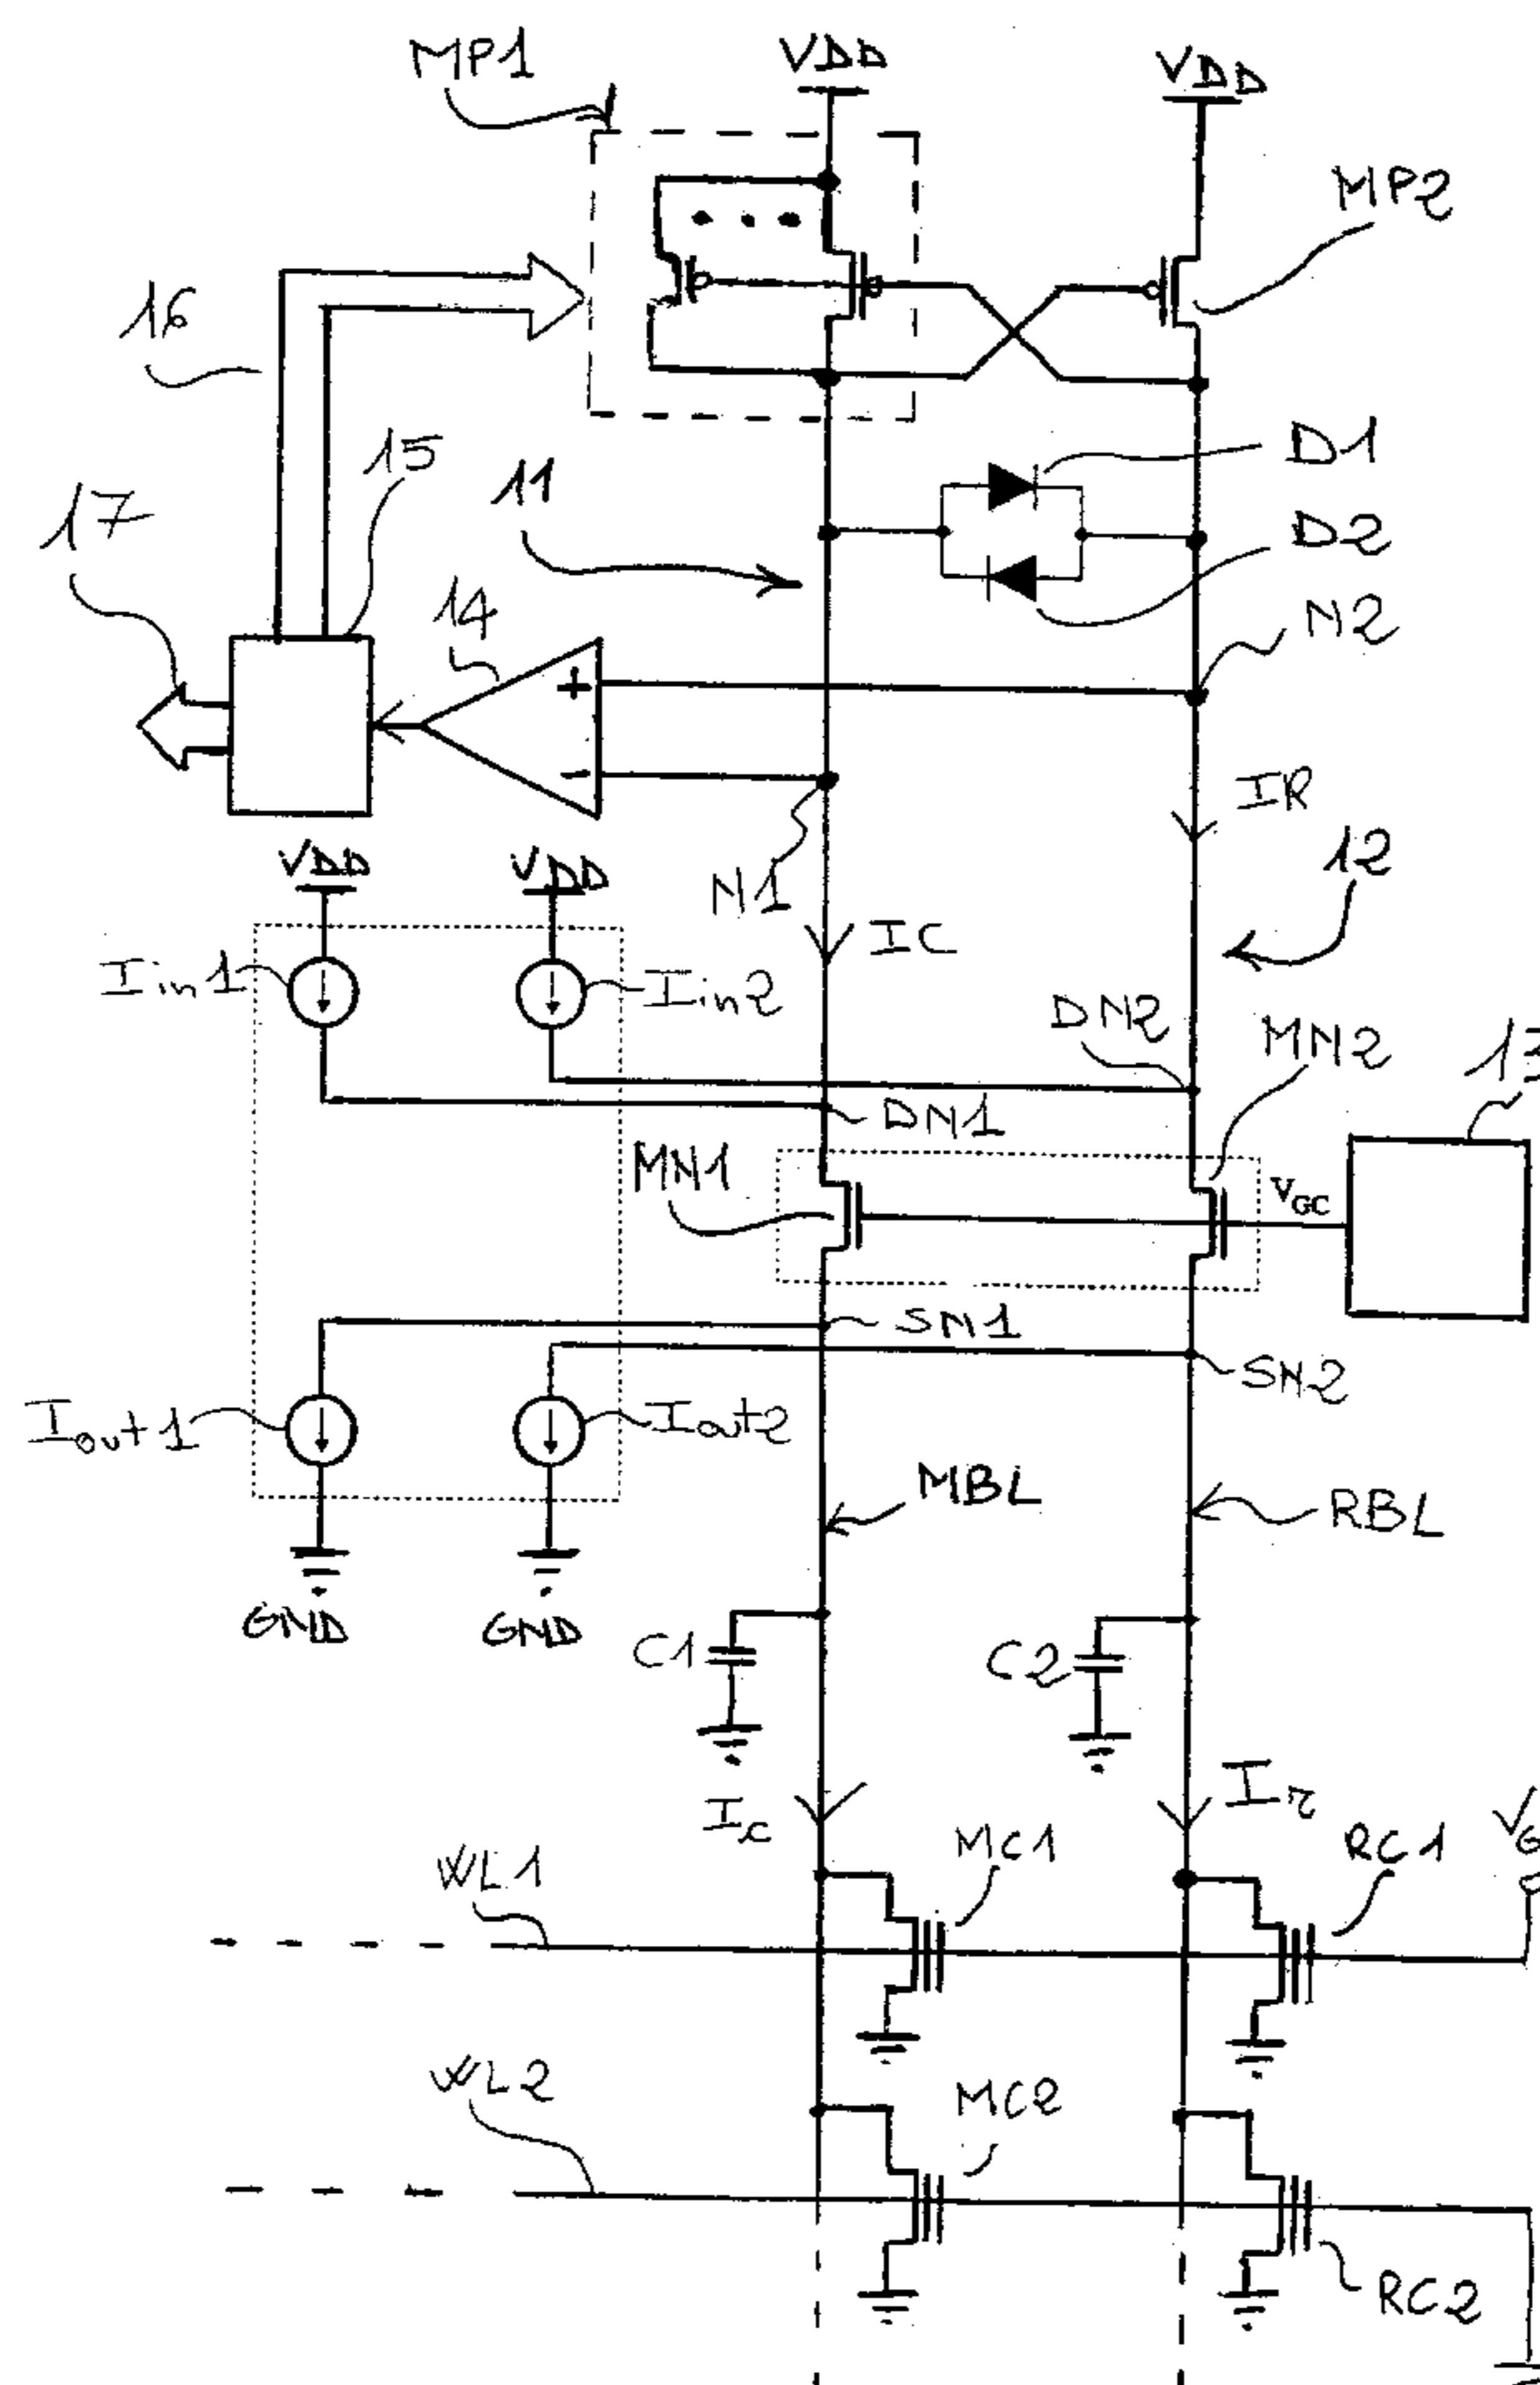 MP1
VDD
VDD
MP2
16
15
D1
17
11
D2
14
N2
+
-
IR
VDD
VDD
12
N1
IC
Iin1
Iin2
DN2
MN2
DN1
MN1
VGC
SN1
SN2
Iout1
Iout2
MBL
RBL
GND
GND
C1
C2
Ic
Ir
MC1
RC1
WL1
WL2
MC2
RC2